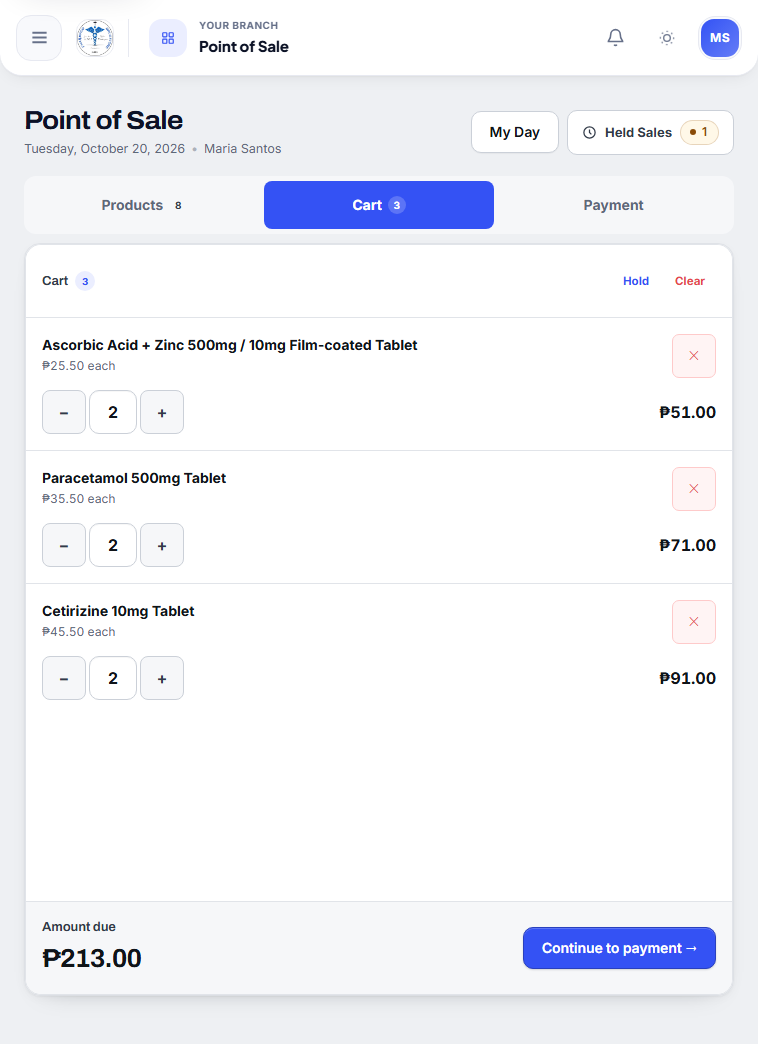 YOUR BRANCH
Point of Sale
MS
Point of Sale
Tuesday, October 20, 2026 • Maria Santos
My Day
Held Sales • 1
Products 8
Cart 3
Payment
Cart 3
Hold
Clear
Ascorbic Acid + Zinc 500mg / 10mg Film-coated Tablet
₱25.50 each
− 2 +
₱51.00
Paracetamol 500mg Tablet
₱35.50 each
− 2 +
₱71.00
Cetirizine 10mg Tablet
₱45.50 each
− 2 +
₱91.00
Amount due
₱213.00
Continue to payment →